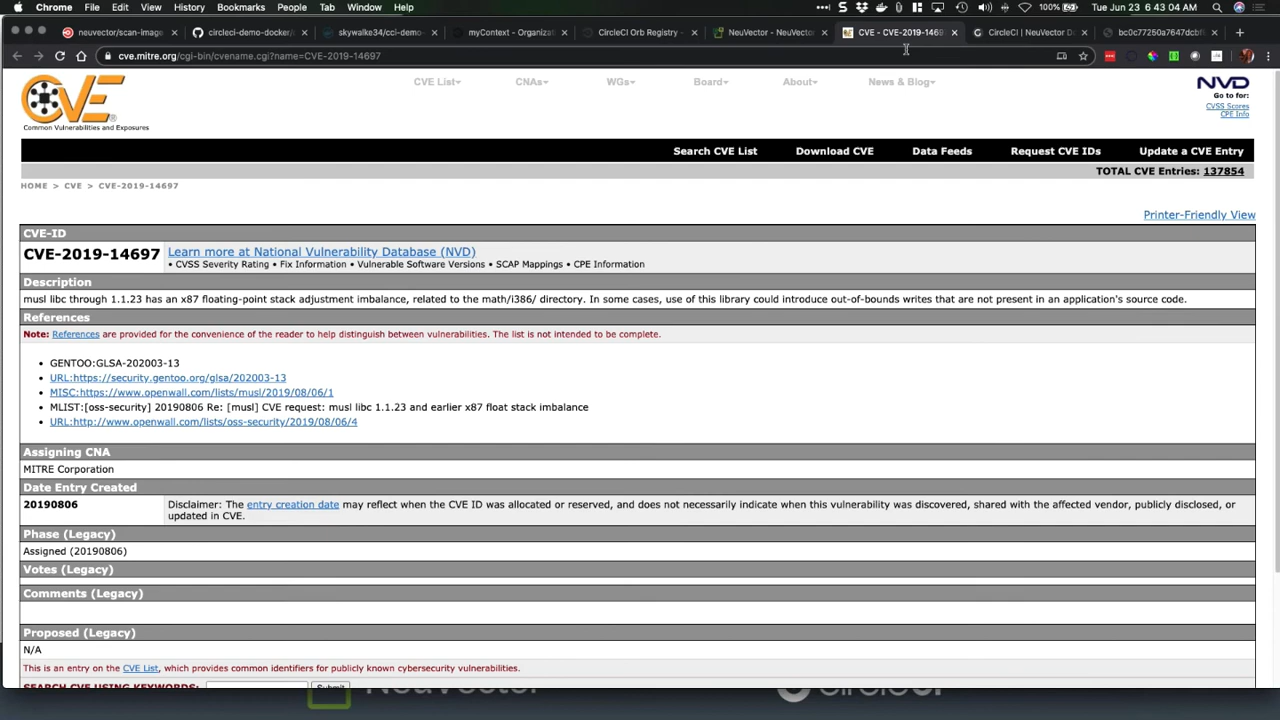 Chrome File Edit View History Bookmarks People Tab Window Help
100% Tue Jun 23 6:43:04 AM
neuvector/scan-image
circleci-demo-docker/
skywalke34/cci-demo-
myContext - Organizat
CircleCI Orb Registry -
NeuVector - NeuVector
CVE - CVE-2019-1469
CircleCI | NeuVector Do
bc0c77250a7647dcbf
cve.mitre.org/cgi-bin/cvename.cgi?name=CVE-2019-14697
CVE
Common Vulnerabilities and Exposures
CVE List
CNAs
WGs
Board
About
News & Blog
NVD
Go to for:
CVSS Scores
CPE Info
Search CVE List
Download CVE
Data Feeds
Request CVE IDs
Update a CVE Entry
TOTAL CVE Entries: 137854
HOME > CVE > CVE-2019-14697
Printer-Friendly View
CVE-ID
CVE-2019-14697
Learn more at National Vulnerability Database (NVD)
• CVSS Severity Rating • Fix Information • Vulnerable Software Versions • SCAP Mappings • CPE Information
Description
musl libc through 1.1.23 has an x87 floating-point stack adjustment imbalance, related to the math/i386/ directory. In some cases, use of this library could introduce out-of-bounds writes that are not present in an application's source code.
References
Note: References are provided for the convenience of the reader to help distinguish between vulnerabilities. The list is not intended to be complete.
• GENTOO:GLSA-202003-13
• URL:https://security.gentoo.org/glsa/202003-13
• MISC:https://www.openwall.com/lists/musl/2019/08/06/1
• MLIST:[oss-security] 20190806 Re: [musl] CVE request: musl libc 1.1.23 and earlier x87 float stack imbalance
• URL:http://www.openwall.com/lists/oss-security/2019/08/06/4
Assigning CNA
MITRE Corporation
Date Entry Created
20190806
Disclaimer: The entry creation date may reflect when the CVE ID was allocated or reserved, and does not necessarily indicate when this vulnerability was discovered, shared with the affected vendor, publicly disclosed, or
updated in CVE.
Phase (Legacy)
Assigned (20190806)
Votes (Legacy)
Comments (Legacy)
Proposed (Legacy)
N/A
This is an entry on the CVE List, which provides common identifiers for publicly known cybersecurity vulnerabilities.
SEARCH CVE USING KEYWORDS: Submit
NeuVector
circleci